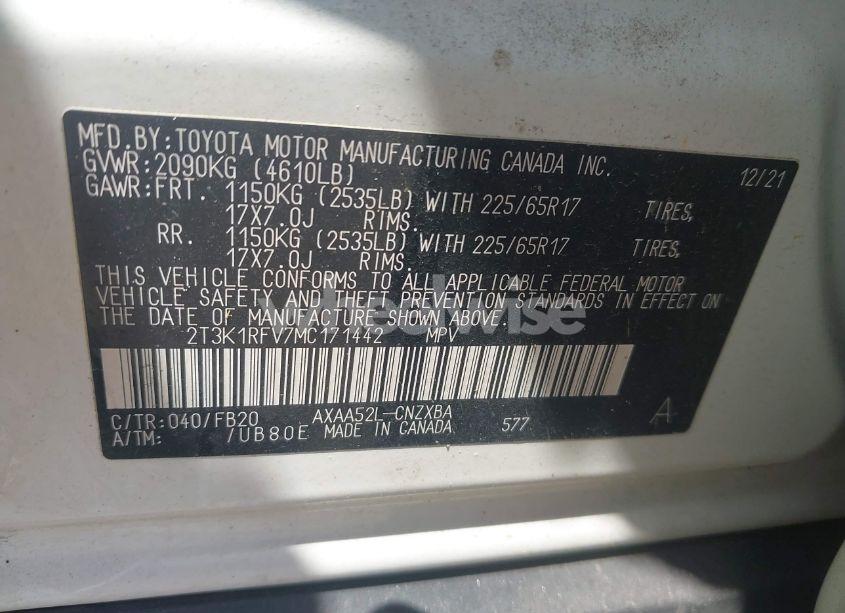 MFD.BY:TOYOTA MOTOR MANUFACTURING CANADA INC. 12/21
GVWR:2090KG (4610LB)
GAWR:FRT. 1150KG (2535LB) WITH 225/65R17 TIRES,
17X7.0J RIMS.
RR. 1150KG (2535LB) WITH 225/65R17 TIRES,
17X7.0J RIMS.
THIS VEHICLE CONFORMS TO ALL APPLICABLE FEDERAL MOTOR
VEHICLE SAFETY AND THEFT PREVENTION STANDARDS IN EFFECT ON
THE DATE OF MANUFACTURE SHOWN ABOVE.
2T3K1RFV7MC171442 MPV
C/TR:040/FB20 AXAA52L-CNZXBA A
A/TM: /UB80E MADE IN CANADA 577